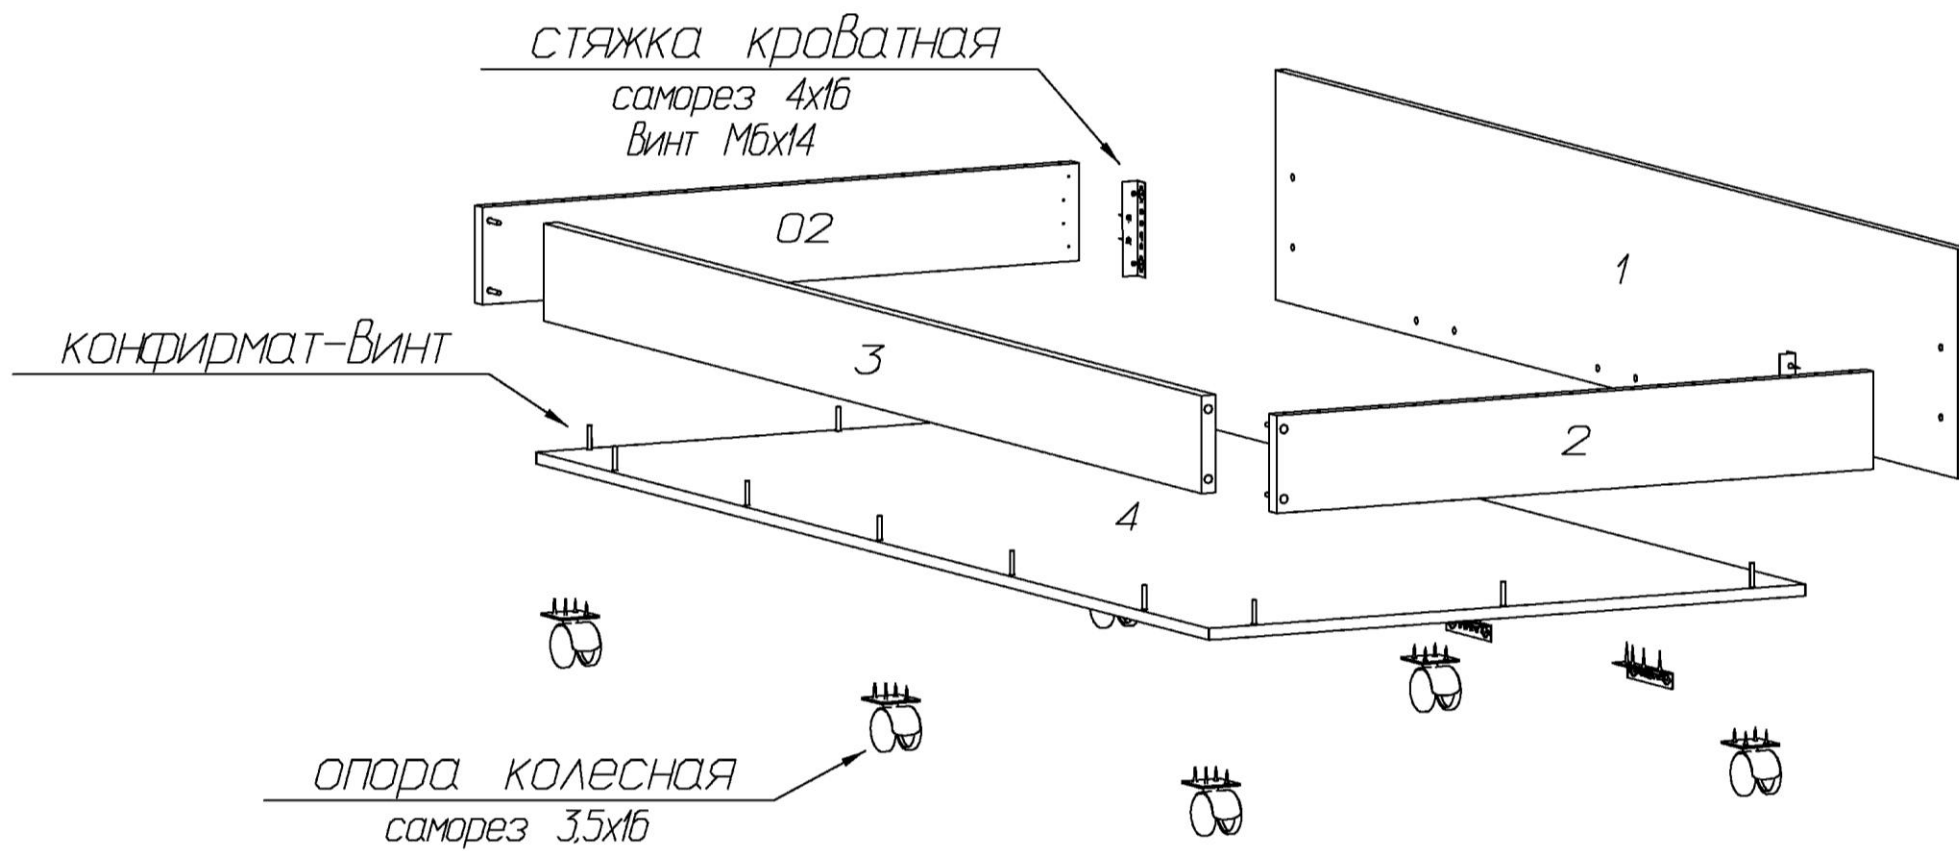 стяжка кроватная
саморез 4х16
Винт М6х14
02
1
конфирмат-Винт
3
2
4
опора колесная
саморез 3,5х16